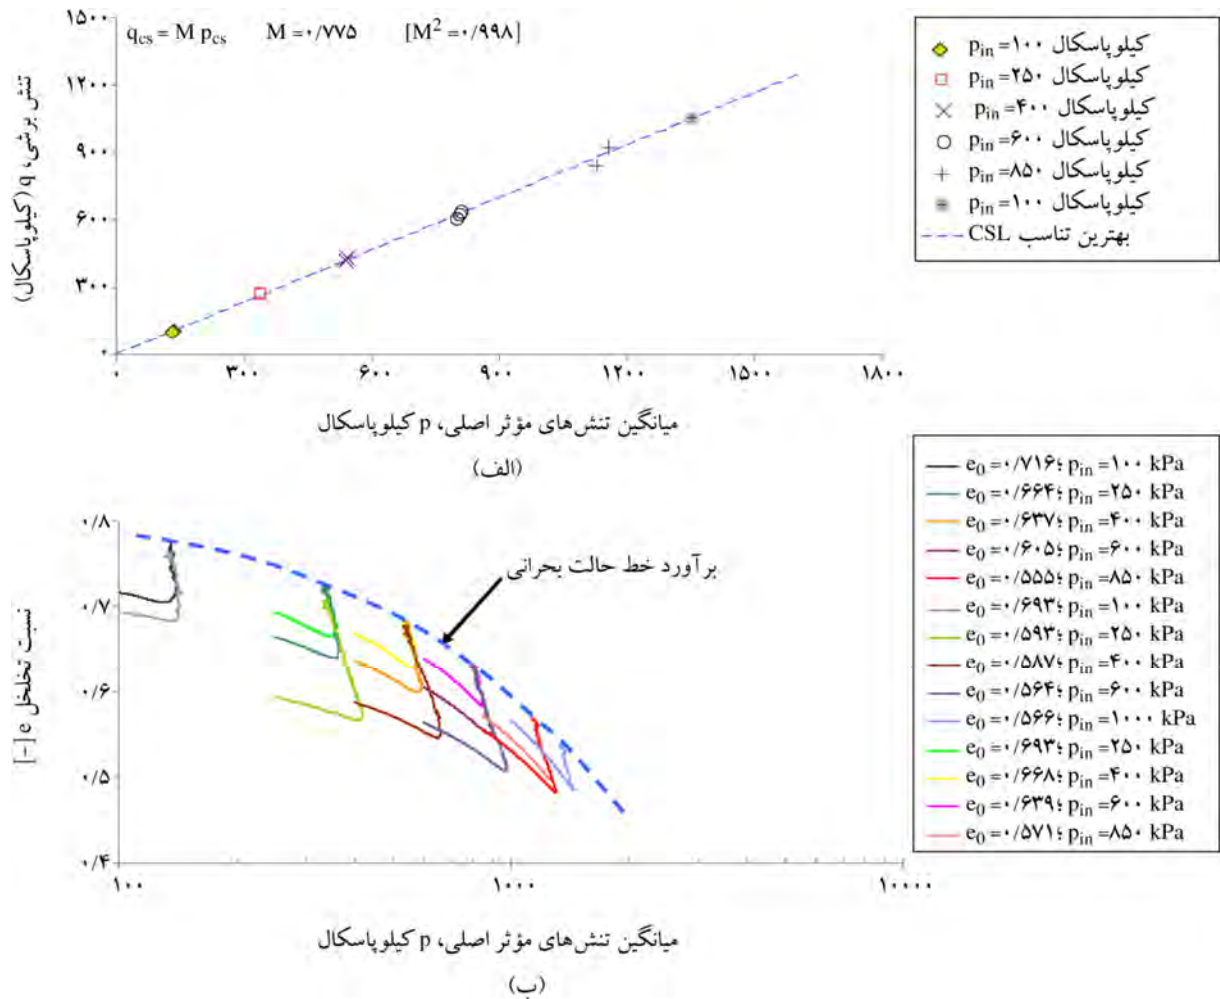 q_cs = M p_cs    M = ۰/۷۷۵    [M² = ۰/۹۹۸]
تنش برشی، q (کیلوپاسکال)
۱۵۰۰
۱۲۰۰
۹۰۰
۶۰۰
۳۰۰
۰
۰ ۳۰۰ ۶۰۰ ۹۰۰ ۱۲۰۰ ۱۵۰۰ ۱۸۰۰
میانگین تنش‌های مؤثر اصلی، p کیلوپاسکال
(الف)
p_in = ۱۰۰ کیلوپاسکال
p_in = ۲۵۰ کیلوپاسکال
p_in = ۴۰۰ کیلوپاسکال
p_in = ۶۰۰ کیلوپاسکال
p_in = ۸۵۰ کیلوپاسکال
p_in = ۱۰۰ کیلوپاسکال
بهترین تناسب CSL
نسبت تخلخل e [-]
۰/۸
۰/۷
۰/۶
۰/۵
۰/۴
برآورد خط حالت بحرانی
۱۰۰ ۱۰۰۰ ۱۰۰۰۰
میانگین تنش‌های مؤثر اصلی، p کیلوپاسکال
(ب)
e₀ = ۰/۷۱۶؛ p_in = ۱۰۰ kPa
e₀ = ۰/۶۶۴؛ p_in = ۲۵۰ kPa
e₀ = ۰/۶۳۷؛ p_in = ۴۰۰ kPa
e₀ = ۰/۶۰۵؛ p_in = ۶۰۰ kPa
e₀ = ۰/۵۵۵؛ p_in = ۸۵۰ kPa
e₀ = ۰/۶۹۳؛ p_in = ۱۰۰ kPa
e₀ = ۰/۵۹۳؛ p_in = ۲۵۰ kPa
e₀ = ۰/۵۸۷؛ p_in = ۴۰۰ kPa
e₀ = ۰/۵۶۴؛ p_in = ۶۰۰ kPa
e₀ = ۰/۵۶۶؛ p_in = ۱۰۰۰ kPa
e₀ = ۰/۶۹۳؛ p_in = ۲۵۰ kPa
e₀ = ۰/۶۶۸؛ p_in = ۴۰۰ kPa
e₀ = ۰/۶۳۹؛ p_in = ۶۰۰ kPa
e₀ = ۰/۵۷۱؛ p_in = ۸۵۰ kPa